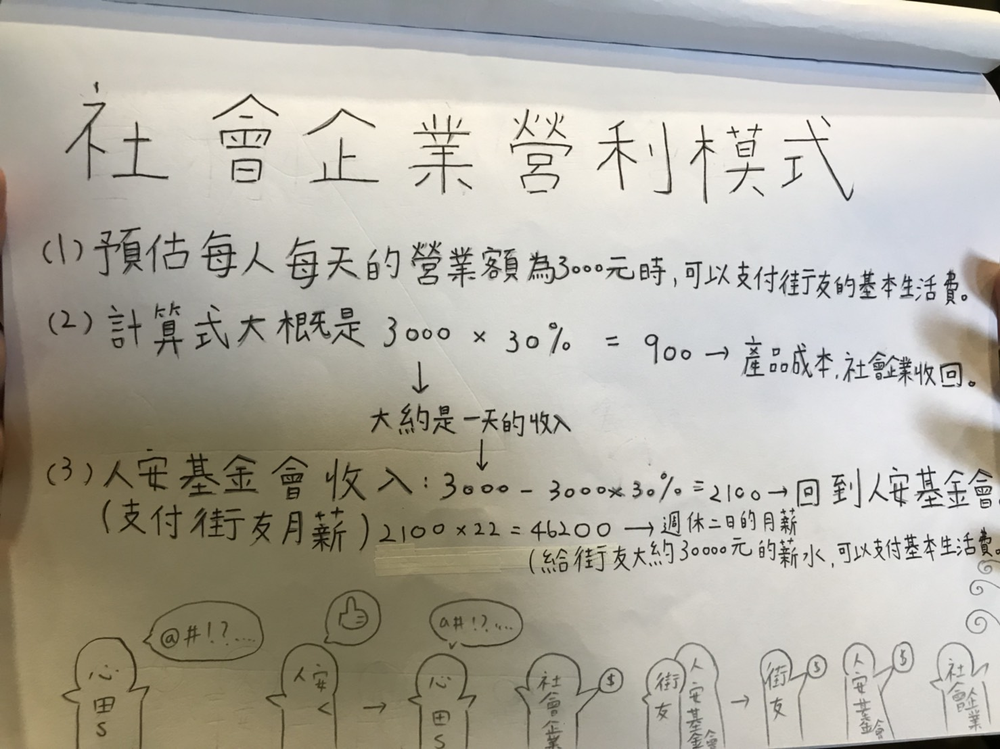 社會企業營利模式
(1)預估每人每天的營業額為3000元時,可以支付街友的基本生活費。
(2)計算式大概是 3000 × 30% = 900→產品成本,社會企業收回。
↓
大約是一天的收入
↓
(3)人安基金會收入:3000-3000×30%=2100→回到人安基金會。
(支付街友月薪)2100×22=46200→週休二日的月薪
(給街友大約30000元的薪水,可以支付基本生活費。
@#!?....
a#!?....
心田S
人安
く
→
心田S
社會企業
$
街友
人安基金會
→
街友
$
人安基金會
$
社會企業